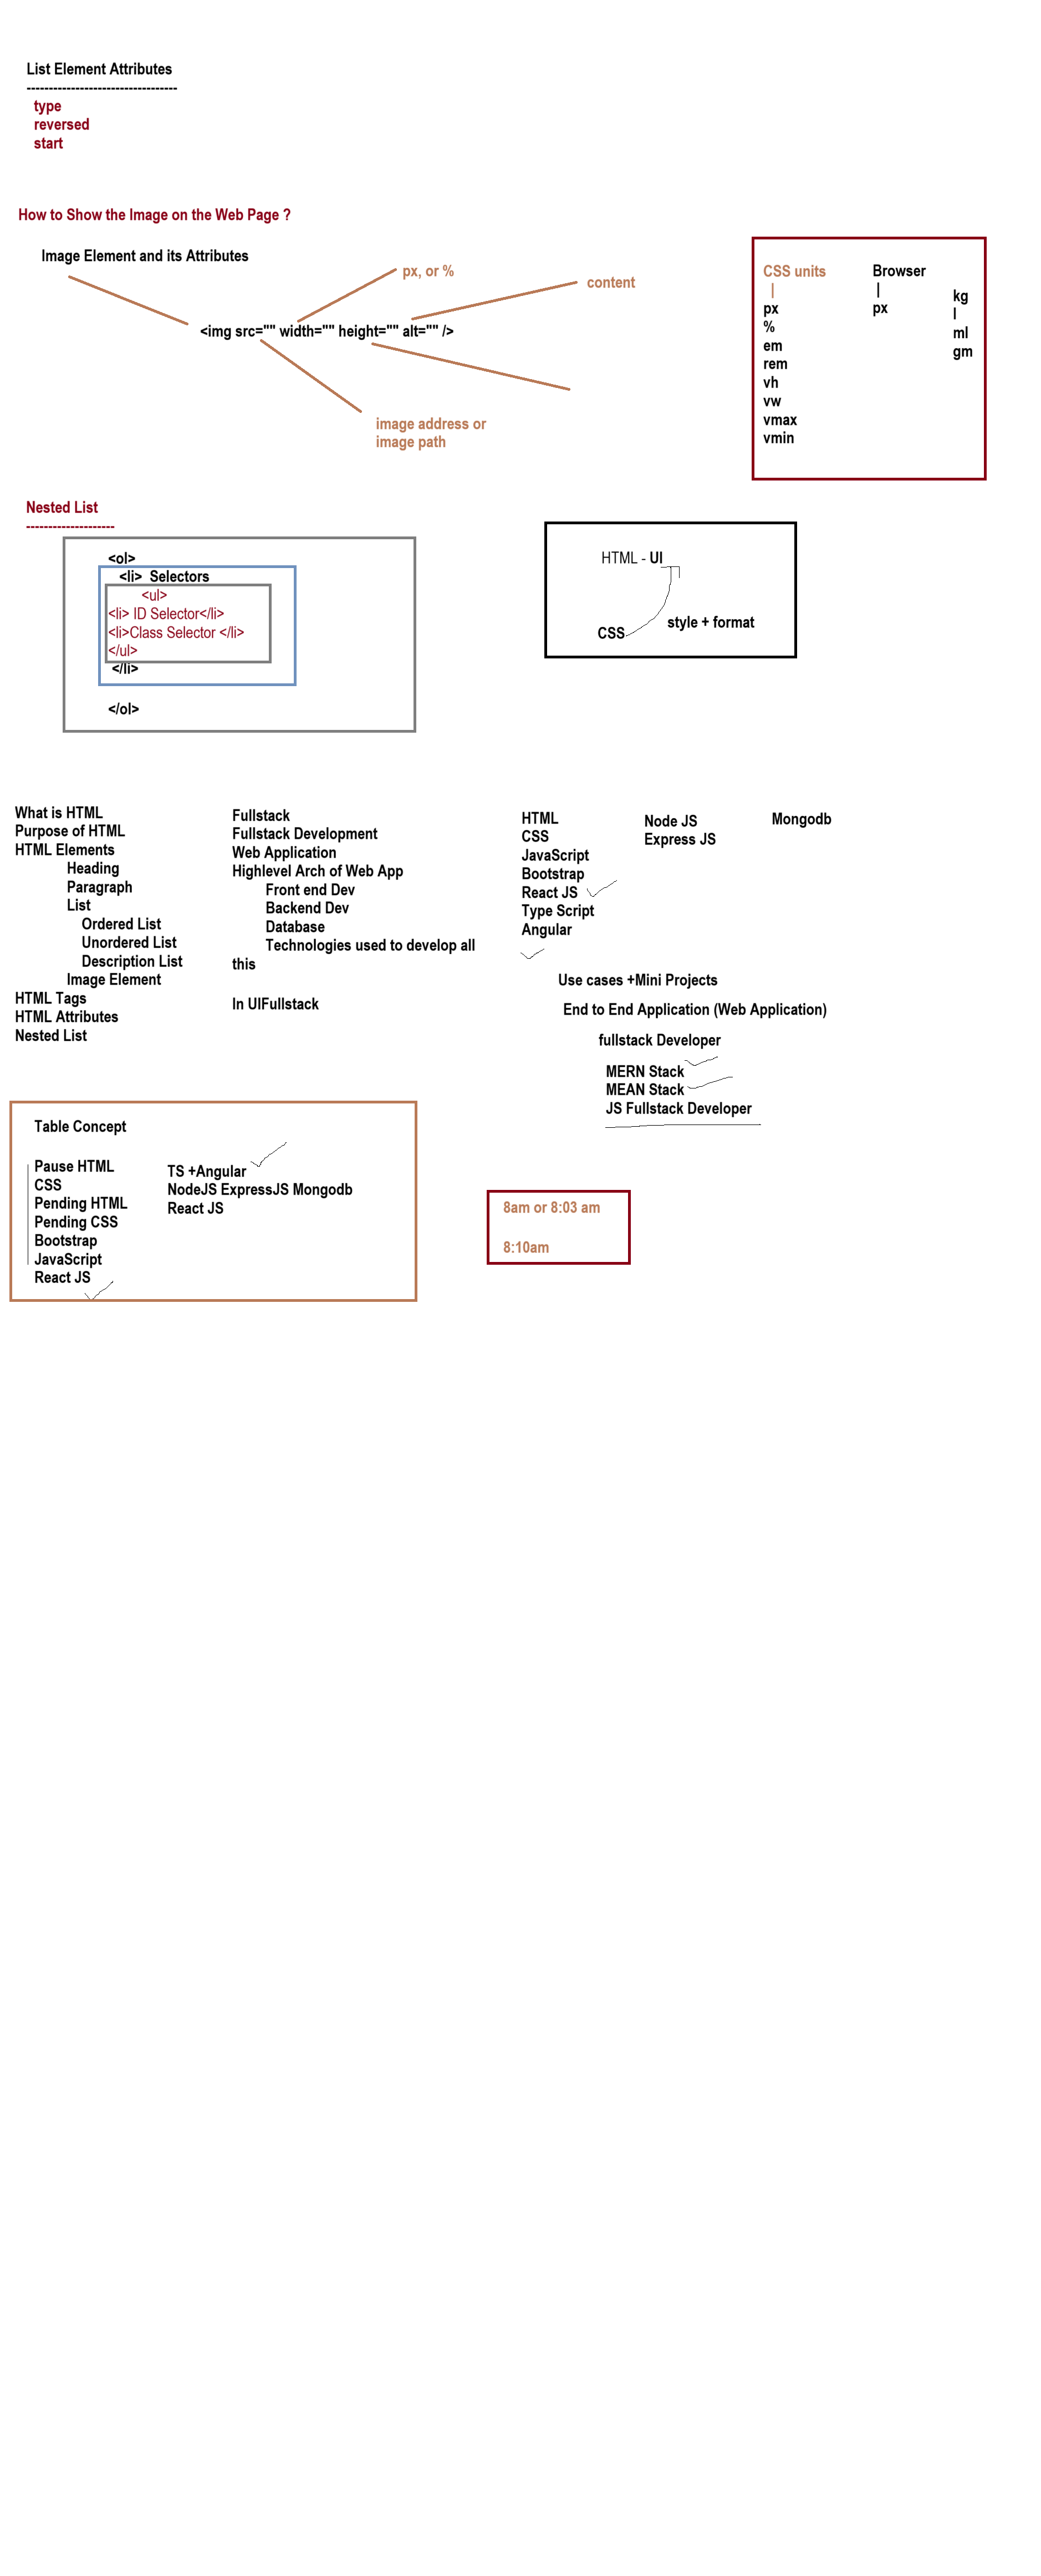 List Element Attributes
----------------------------------
type
reversed
start
How to Show the Image on the Web Page ?
Image Element and its Attributes
px, or %
content
<img src="" width="" height="" alt="" />
image address or
image path
CSS units
|
px
%
em
rem
vh
vw
vmax
vmin
Browser
|
px
kg
l
ml
gm
Nested List
--------------------
<ol>
<li> Selectors
<ul>
<li> ID Selector</li>
<li>Class Selector </li>
</ul>
</li>
</ol>
HTML - UI
style + format
CSS
What is HTML
Purpose of HTML
HTML Elements
Heading
Paragraph
List
Ordered List
Unordered List
Description List
Image Element
HTML Tags
HTML Attributes
Nested List
Fullstack
Fullstack Development
Web Application
Highlevel Arch of Web App
Front end Dev
Backend Dev
Database
Technologies used to develop all
this
In UIFullstack
HTML
CSS
JavaScript
Bootstrap
React JS
Type Script
Angular
Node JS
Express JS
Mongodb
Use cases +Mini Projects
End to End Application (Web Application)
fullstack Developer
MERN Stack
MEAN Stack
JS Fullstack Developer
Table Concept
Pause HTML
CSS
Pending HTML
Pending CSS
Bootstrap
JavaScript
React JS
TS +Angular
NodeJS ExpressJS Mongodb
React JS
8am or 8:03 am
8:10am